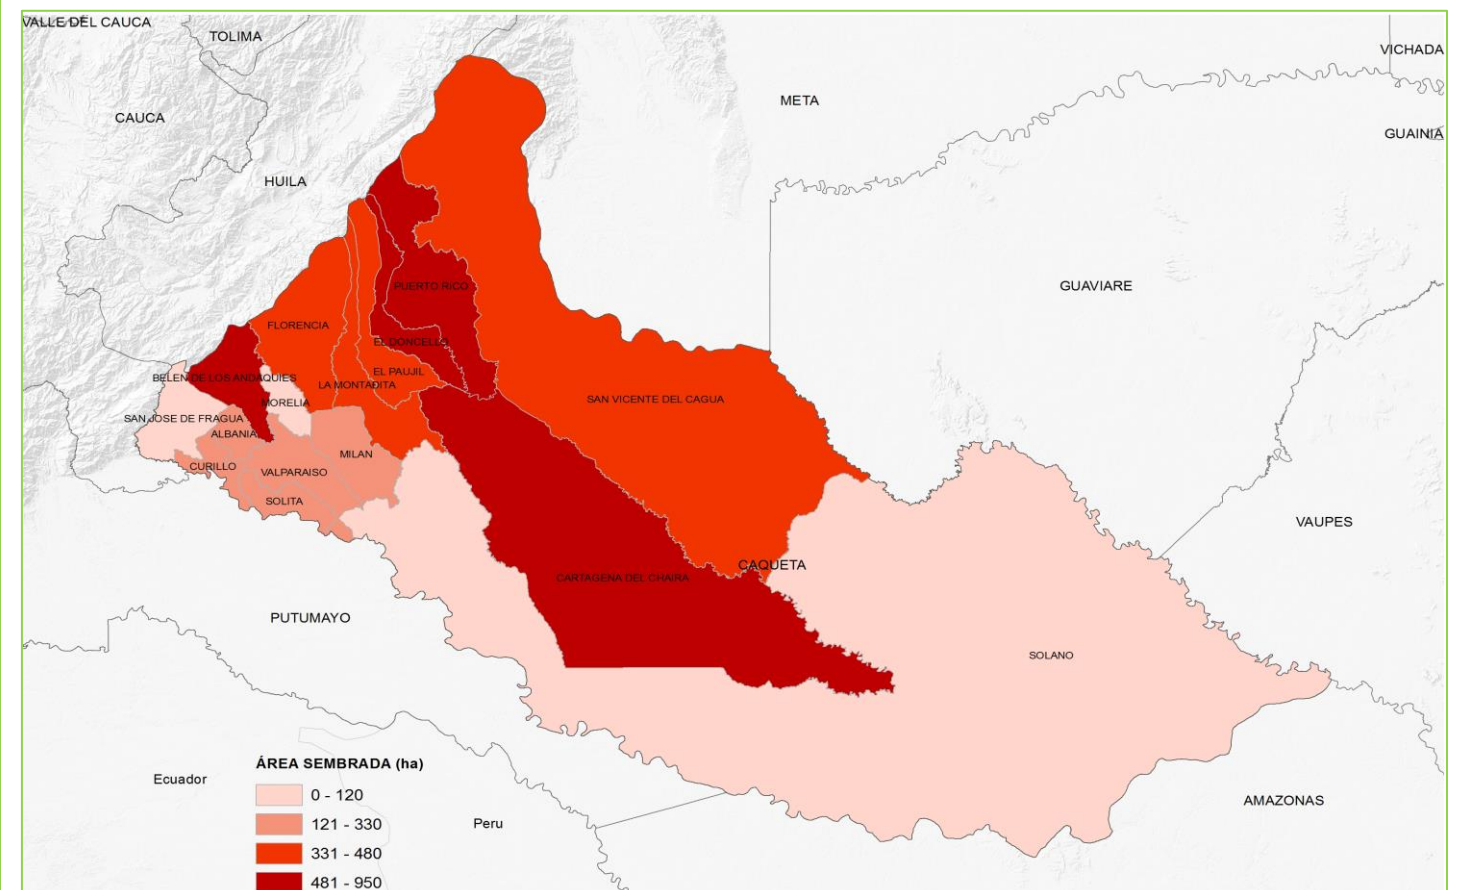 VALLE DEL CAUCA
TOLIMA
VICHADA
META
CAUCA
GUAINIA
HUILA
PUERTO RICO
GUAVIARE
FLORENCIA
EL DONCELLO
EL PAUJIL
BELEN DE LOS ANDAQUIES
LA MONTAÐITA
SAN VICENTE DEL CAGUA
MORELIA
SAN JOSE DE FRAGUA
ALBANIA
MILAN
CURILLO
VALPARAISO
SOLITA
VAUPES
CAQUETA
CARTAGENA DEL CHAIRA
PUTUMAYO
SOLANO
ÁREA SEMBRADA (ha)
Ecuador
0 - 120
AMAZONAS
121 - 330
Peru
331 - 480
481 - 950